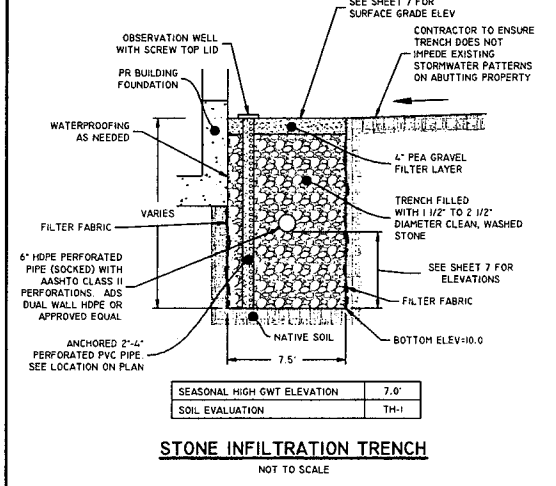 SEE SHEET 7 FOR
SURFACE GRADE ELEV
OBSERVATION WELL
WITH SCREW TOP LID
CONTRACTOR TO ENSURE
TRENCH DOES NOT
IMPEDE EXISTING
STORMWATER PATTERNS
ON ABUTTING PROPERTY
PR BUILDING
FOUNDATION
WATERPROOFING
AS NEEDED
4" PEA GRAVEL
FILTER LAYER
VARIES
TRENCH FILLED
WITH 1 1/2" TO 2 1/2"
DIAMETER CLEAN, WASHED
STONE
FILTER FABRIC
6" HDPE PERFORATED
PIPE (SOCKED) WITH
AASHTO CLASS II
PERFORATIONS. ADS
DUAL WALL HDPE OR
APPROVED EQUAL
SEE SHEET 7 FOR
ELEVATIONS
FILTER FABRIC
ANCHORED 2"-4"
PERFORATED PVC PIPE.
SEE LOCATION ON PLAN
NATIVE SOIL
BOTTOM ELEV=10.0
7.5'
SEASONAL HIGH GWT ELEVATION 7.0'
SOIL EVALUATION TH-1
STONE INFILTRATION TRENCH
NOT TO SCALE